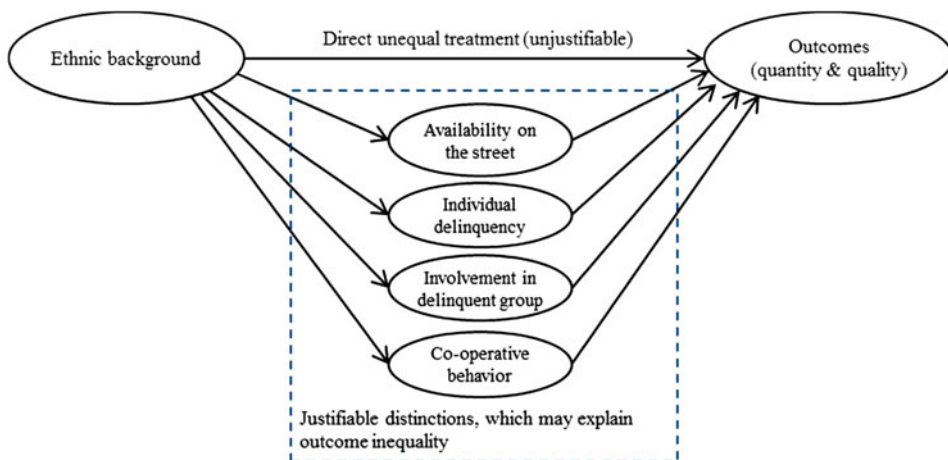 Direct unequal treatment (unjustifiable)
Ethnic background
Outcomes
(quantity & quality)
Availability on
the street
Individual
delinquency
Involvement in
delinquent group
Co-operative
behavior
Justifiable distinctions, which may explain
outcome inequality